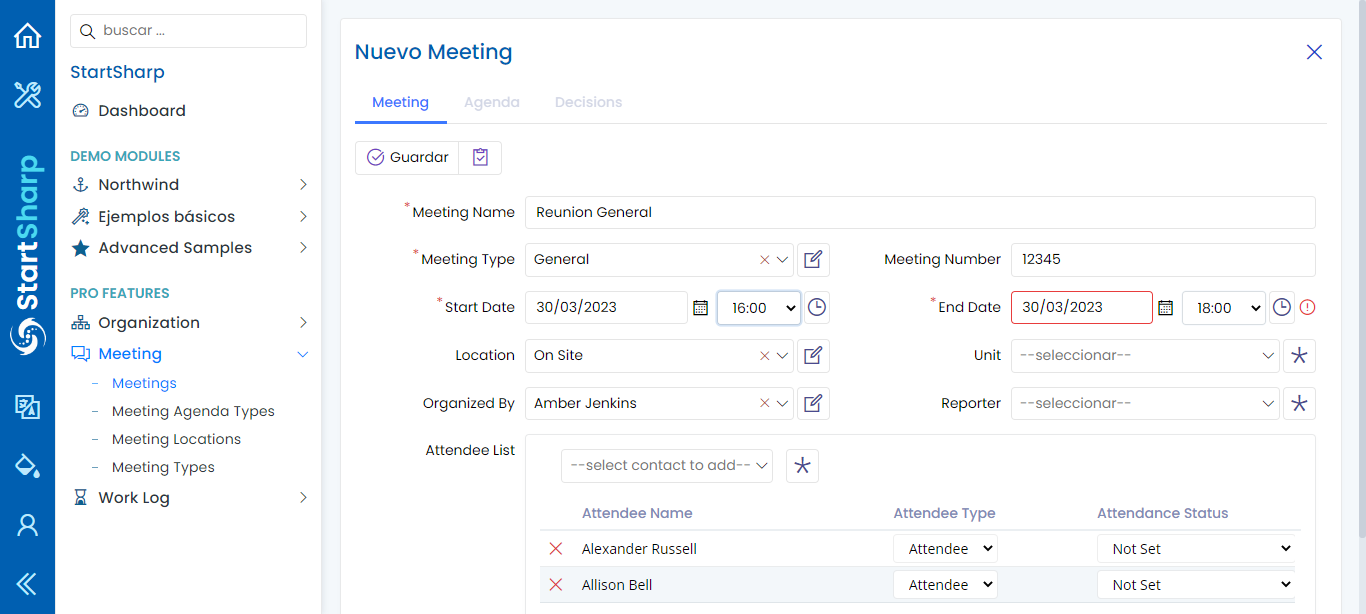 StartSharp
buscar ...
StartSharp
Dashboard
DEMO MODULES
Northwind
Ejemplos básicos
Advanced Samples
PRO FEATURES
Organization
Meeting
Meetings
Meeting Agenda Types
Meeting Locations
Meeting Types
Work Log
Nuevo Meeting
Meeting Agenda Decisions
Guardar
*Meeting Name Reunion General
*Meeting Type General Meeting Number 12345
*Start Date 30/03/2023 16:00 *End Date 30/03/2023 18:00
Location On Site Unit --seleccionar--
Organized By Amber Jenkins Reporter --seleccionar--
Attendee List --select contact to add--
Attendee Name Attendee Type Attendance Status
Alexander Russell Attendee Not Set
Allison Bell Attendee Not Set